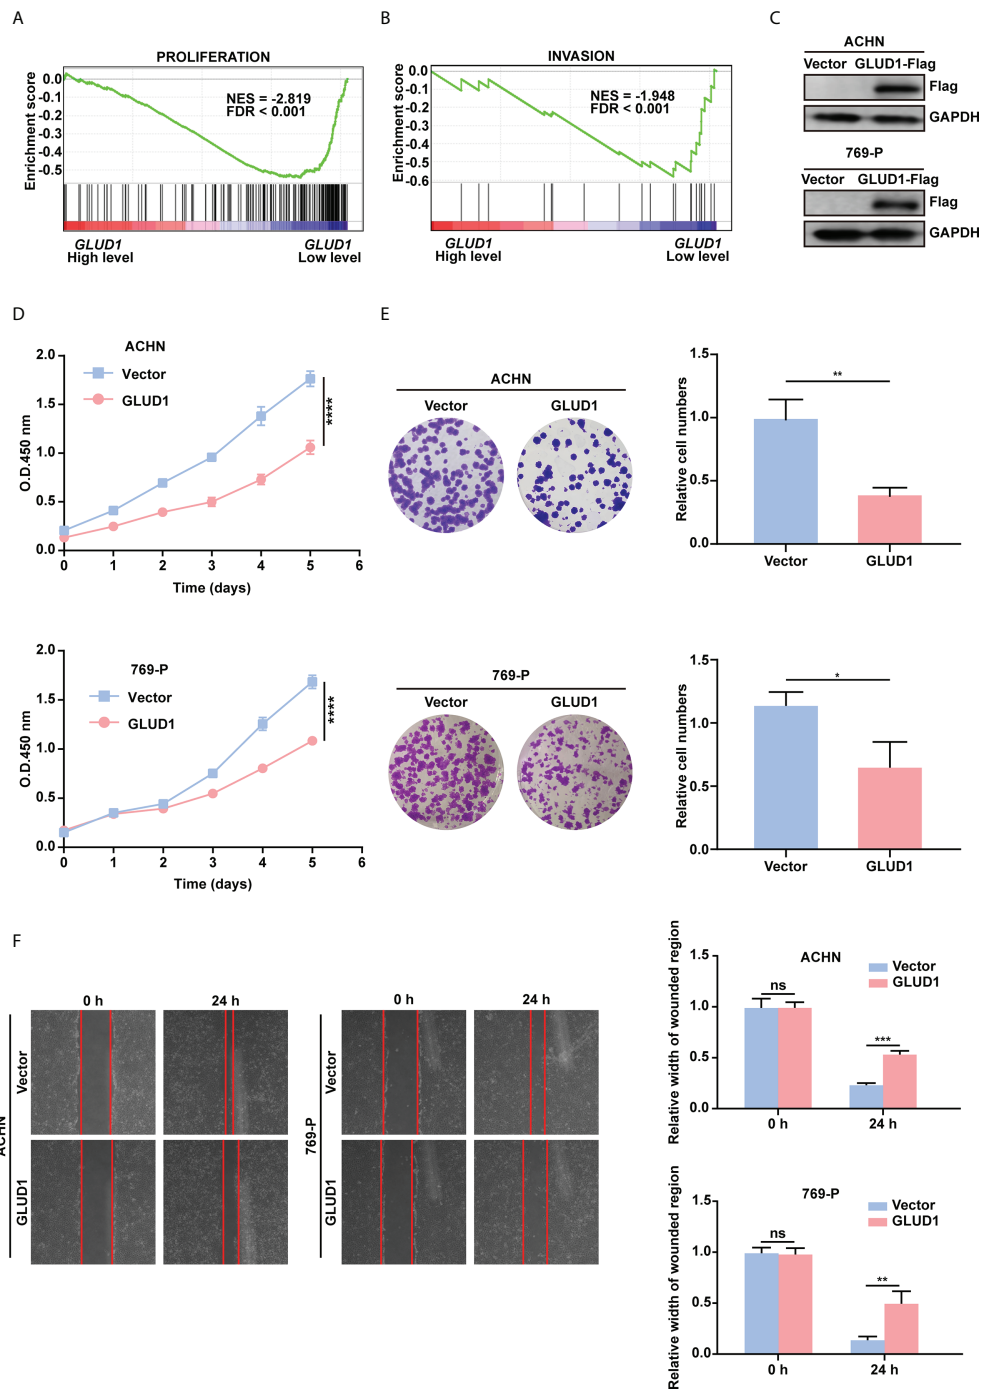 A
PROLIFERATION
Enrichment score
0.0
-0.1
-0.2
-0.3
-0.4
-0.5
NES = -2.819
FDR < 0.001
GLUD1
High level
GLUD1
Low level
B
INVASION
Enrichment score
0.0
-0.1
-0.2
-0.3
-0.4
-0.5
-0.6
NES = -1.948
FDR < 0.001
GLUD1
High level
GLUD1
Low level
C
ACHN
Vector GLUD1-Flag
Flag
GAPDH
769-P
Vector GLUD1-Flag
Flag
GAPDH
D
ACHN
Vector
GLUD1
O.D.450 nm
2.0
1.5
1.0
0.5
0.0
****
0 1 2 3 4 5 6
Time (days)
769-P
Vector
GLUD1
O.D.450 nm
2.0
1.5
1.0
0.5
0.0
****
0 1 2 3 4 5 6
Time (days)
E
ACHN
Vector GLUD1
Relative cell numbers
1.5
1.0
0.5
0.0
**
Vector GLUD1
769-P
Vector GLUD1
Relative cell numbers
1.5
1.0
0.5
0.0
*
Vector GLUD1
F
0 h 24 h
ACHN
Vector
GLUD1
0 h 24 h
769-P
Vector
GLUD1
ACHN
Vector
GLUD1
Relative width of wounded region
1.5
1.0
0.5
0.0
ns
***
0 h 24 h
769-P
Vector
GLUD1
Relative width of wounded region
1.5
1.0
0.5
0.0
ns
**
0 h 24 h